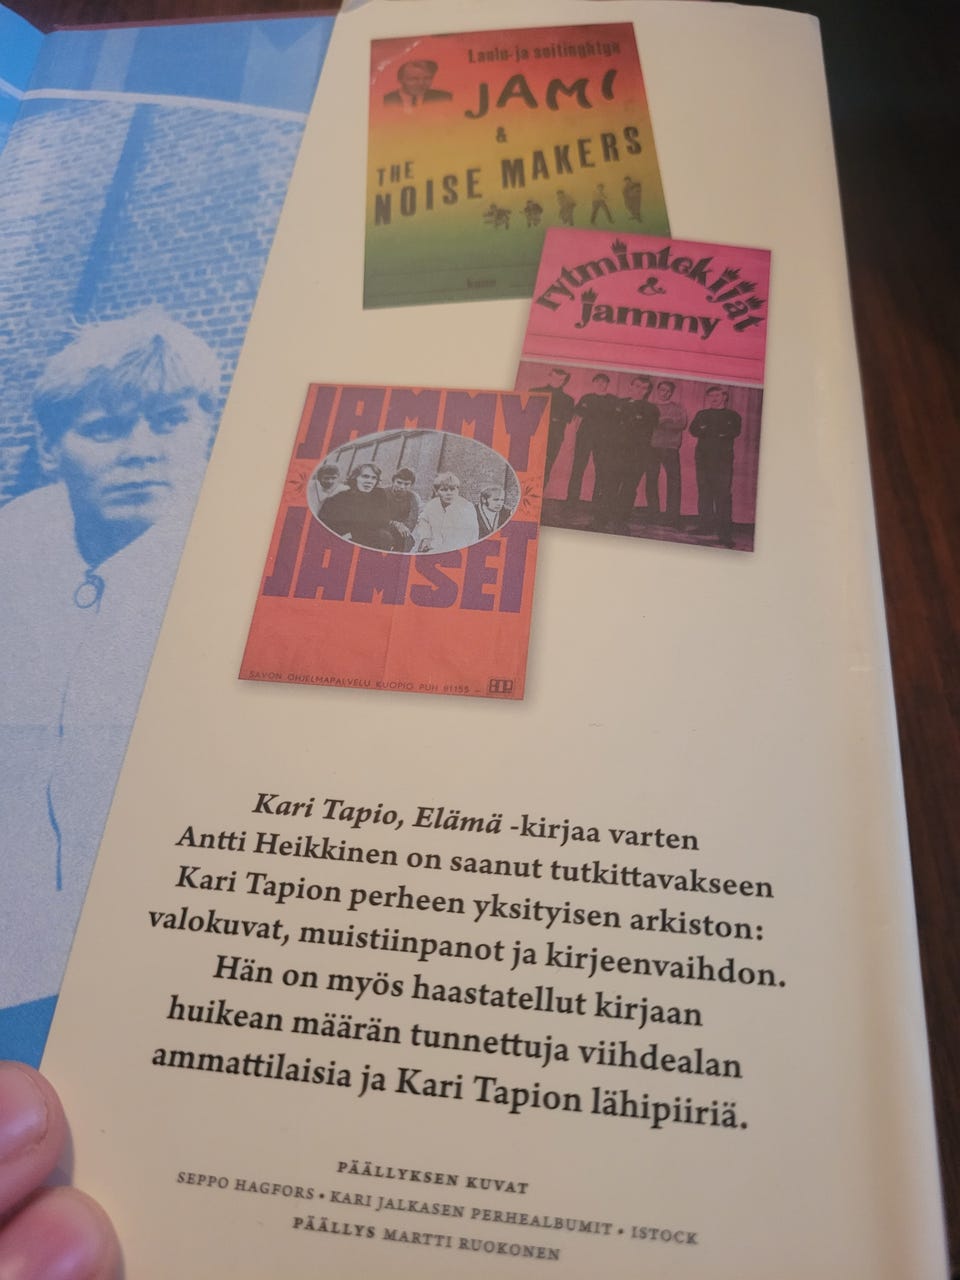 Laulu-ja soitinyhtye
JAMI
&
THE
NOISE MAKERS
rytmintekijät
&
jammy
JAMMY
JAMSET
SAVON OHJELMAPALVELU KUOPIO PUH 91155 –
Kari Tapio, Elämä -kirjaa varten
Antti Heikkinen on saanut tutkittavakseen
Kari Tapion perheen yksityisen arkiston:
valokuvat, muistiinpanot ja kirjeenvaihdon.
Hän on myös haastatellut kirjaan
huikean määrän tunnettuja viihdealan
ammattilaisia ja Kari Tapion lähipiiriä.
PÄÄLLYKSEN KUVAT
SEPPO HAGFORS • KARI JALKASEN PERHEALBUMIT • ISTOCK
PÄÄLLYS MARTTI RUOKONEN